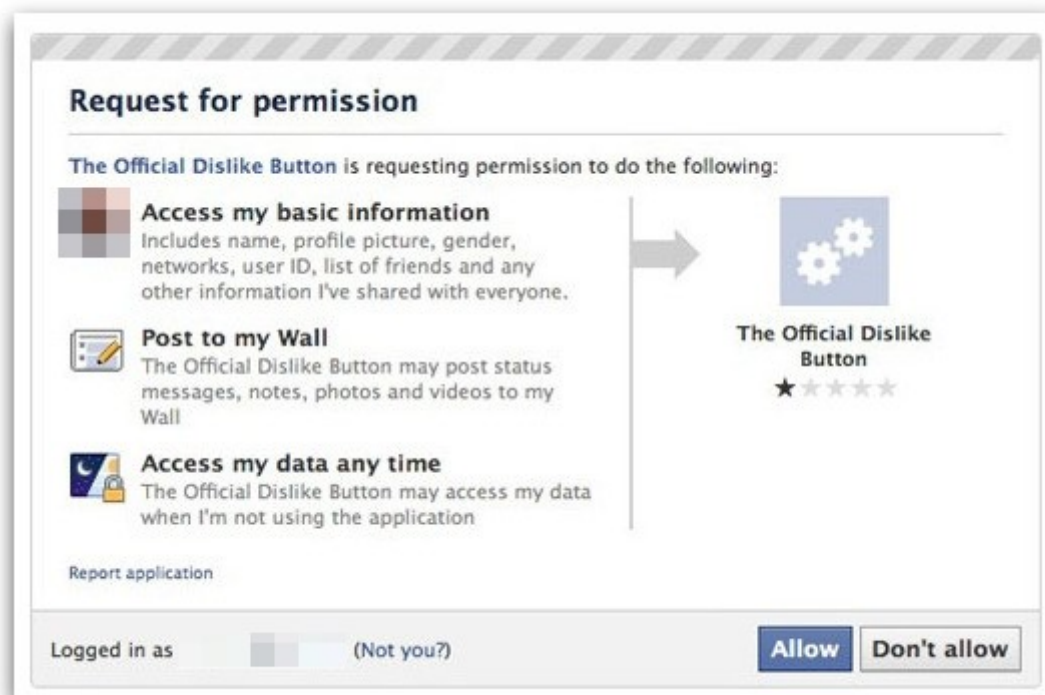 Request for permission
The Official Dislike Button is requesting permission to do the following:
Access my basic information
Includes name, profile picture, gender,
networks, user ID, list of friends and any
other information I've shared with everyone.
Post to my Wall
The Official Dislike Button may post status
messages, notes, photos and videos to my
Wall
Access my data any time
The Official Dislike Button may access my data
when I'm not using the application
The Official Dislike
Button
Report application
Logged in as (Not you?)
Allow
Don't allow